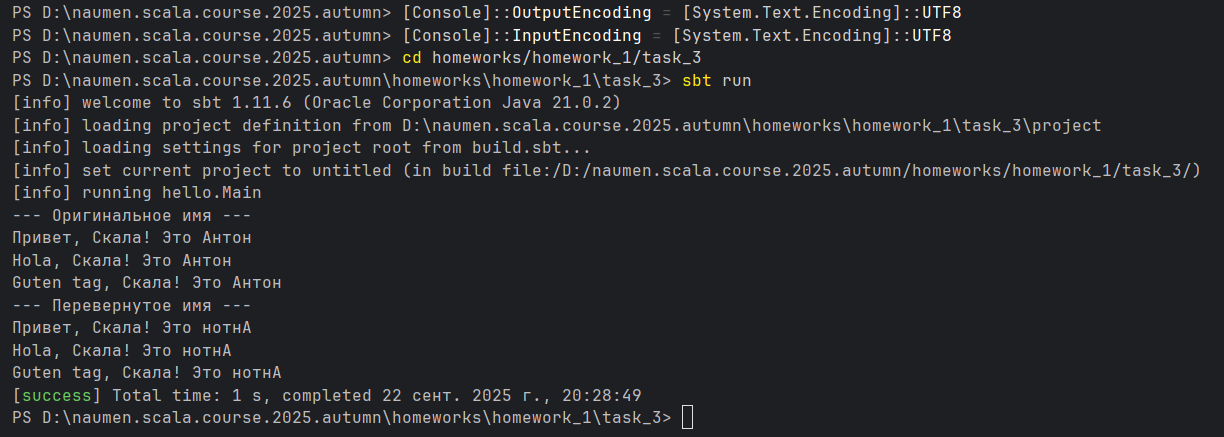 PS D:\naumen.scala.course.2025.autumn> [Console]::OutputEncoding = [System.Text.Encoding]::UTF8
PS D:\naumen.scala.course.2025.autumn> [Console]::InputEncoding = [System.Text.Encoding]::UTF8
PS D:\naumen.scala.course.2025.autumn> cd homeworks/homework_1/task_3
PS D:\naumen.scala.course.2025.autumn\homeworks\homework_1\task_3> sbt run
[info] welcome to sbt 1.11.6 (Oracle Corporation Java 21.0.2)
[info] loading project definition from D:\naumen.scala.course.2025.autumn\homeworks\homework_1\task_3\project
[info] loading settings for project root from build.sbt...
[info] set current project to untitled (in build file:/D:/naumen.scala.course.2025.autumn/homeworks/homework_1/task_3/)
[info] running hello.Main
--- Оригинальное имя ---
Привет, Скала! Это Антон
Hola, Скала! Это Антон
Guten tag, Скала! Это Антон
--- Перевернутое имя ---
Привет, Скала! Это нотнА
Hola, Скала! Это нотнА
Guten tag, Скала! Это нотнА
[success] Total time: 1 s, completed 22 сент. 2025 г., 20:28:49
PS D:\naumen.scala.course.2025.autumn\homeworks\homework_1\task_3>